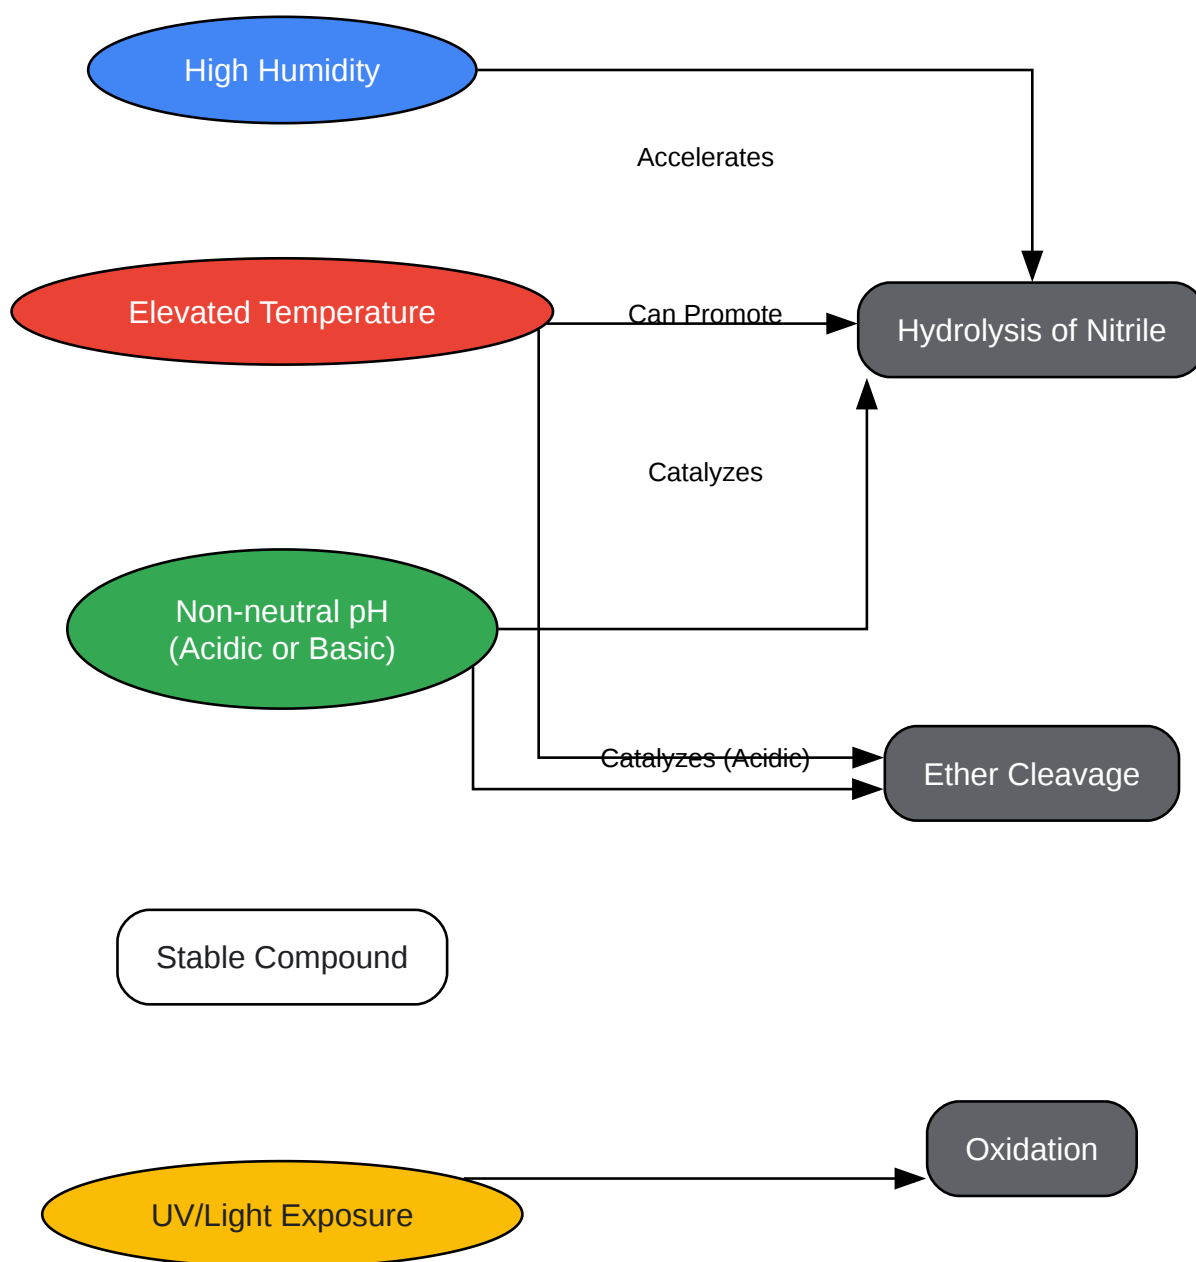 High Humidity
Accelerates
Elevated Temperature
Can Promote
Hydrolysis of Nitrile
Catalyzes
Non-neutral pH
(Acidic or Basic)
Catalyzes (Acidic)
Ether Cleavage
Stable Compound
Oxidation
UV/Light Exposure